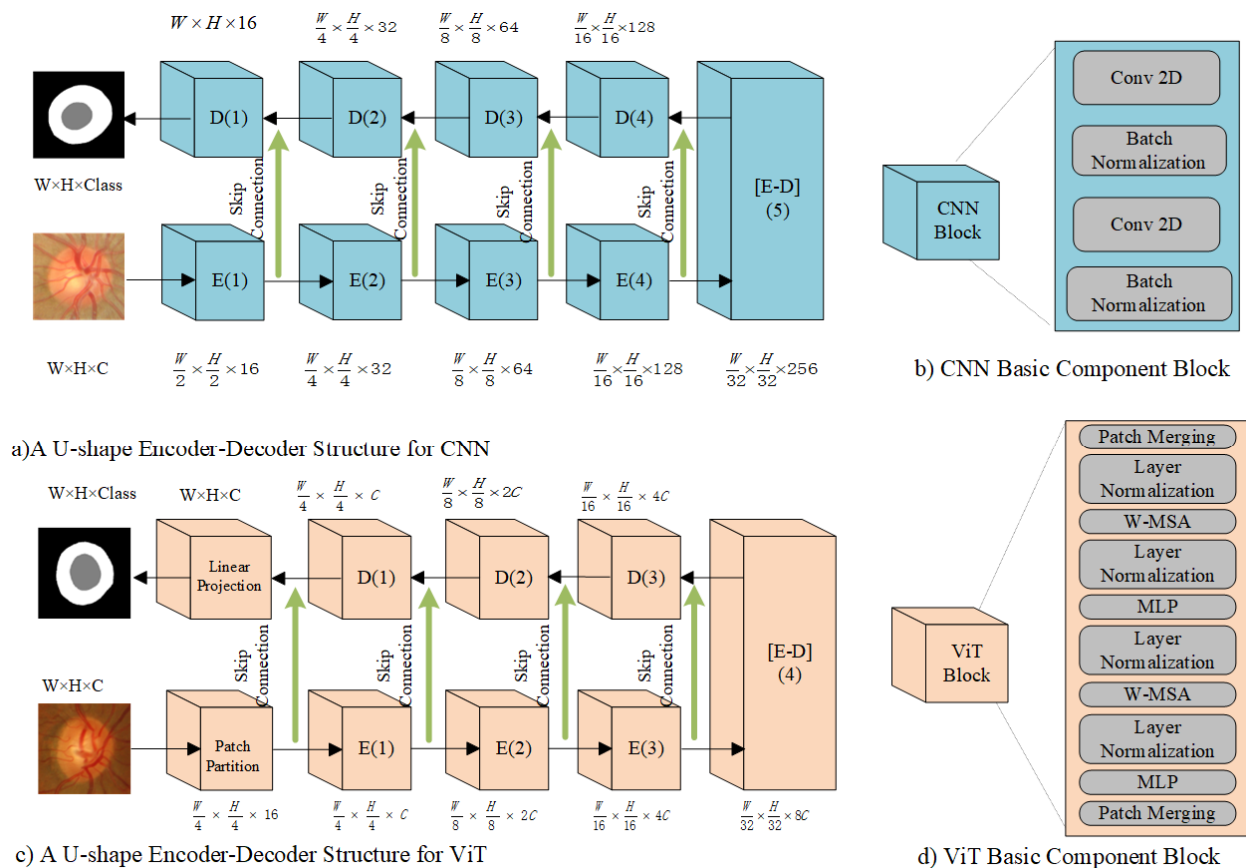 W × H × 16
W/4 × H/4 × 32
W/8 × H/8 × 64
W/16 × H/16 × 128
D(1)
D(2)
D(3)
D(4)
W×H×Class
Skip
Connection
Skip
Connection
Skip
Connection
Skip
Connection
[E-D]
(5)
E(1)
E(2)
E(3)
E(4)
W×H×C
W/2 × H/2 × 16
W/4 × H/4 × 32
W/8 × H/8 × 64
W/16 × H/16 × 128
W/32 × H/32 × 256
a)A U-shape Encoder-Decoder Structure for CNN
CNN
Block
Conv 2D
Batch
Normalization
Conv 2D
Batch
Normalization
b) CNN Basic Component Block
W×H×Class
W×H×C
W/4 × H/4 × C
W/8 × H/8 × 2C
W/16 × H/16 × 4C
Linear
Projection
D(1)
D(2)
D(3)
Skip
Connection
Skip
Connection
Skip
Connection
Skip
Connection
[E-D]
(4)
W×H×C
Patch
Partition
E(1)
E(2)
E(3)
W/4 × H/4 × 16
W/4 × H/4 × C
W/8 × H/8 × 2C
W/16 × H/16 × 4C
W/32 × H/32 × 8C
c) A U-shape Encoder-Decoder Structure for ViT
ViT
Block
Patch Merging
Layer
Normalization
W-MSA
Layer
Normalization
MLP
Layer
Normalization
W-MSA
Layer
Normalization
MLP
Patch Merging
d) ViT Basic Component Block